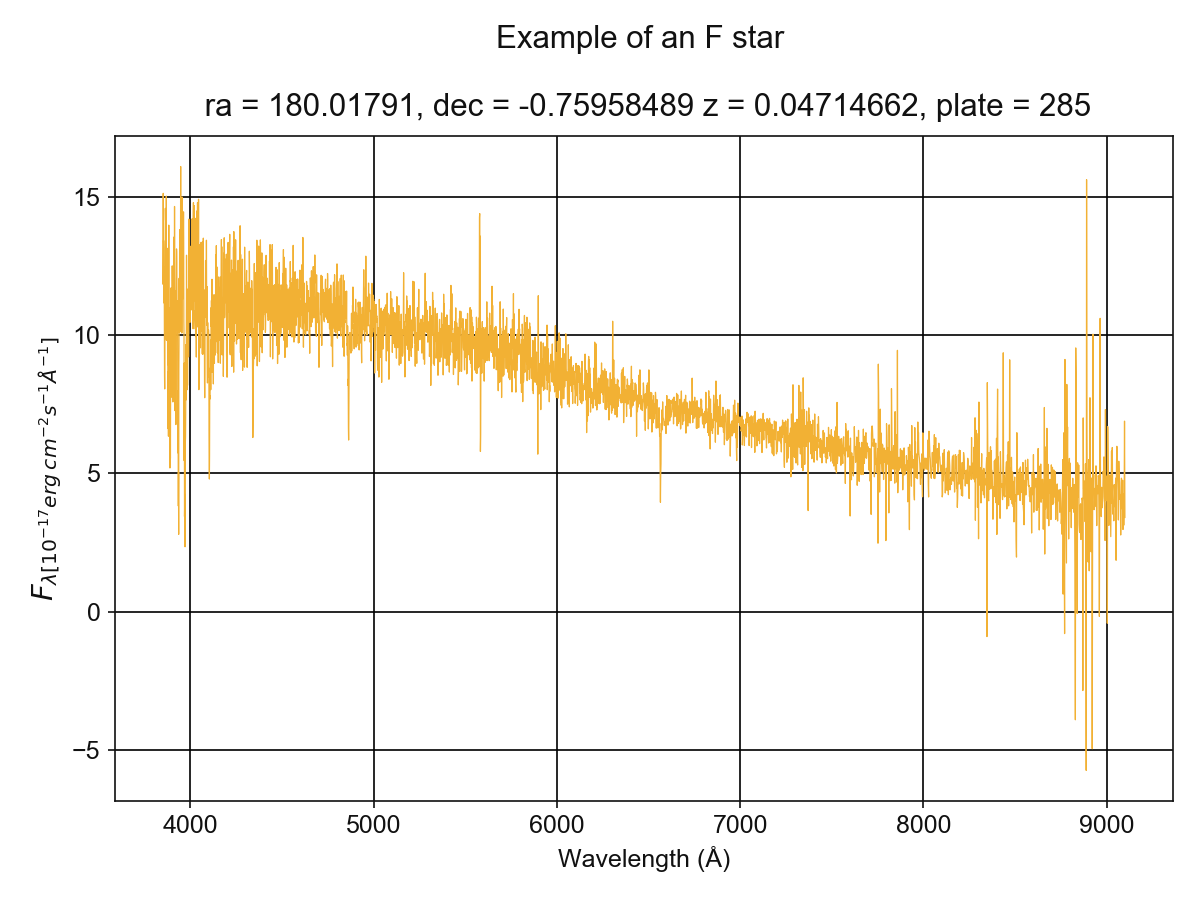 Example of an F star
ra = 180.01791, dec = -0.75958489 z = 0.04714662, plate = 285
15
10
5
0
−5
F_{λ[10^{−17} erg cm^{−2}s^{−1}Å^{−1}]}
4000 5000 6000 7000 8000 9000
Wavelength (Å)